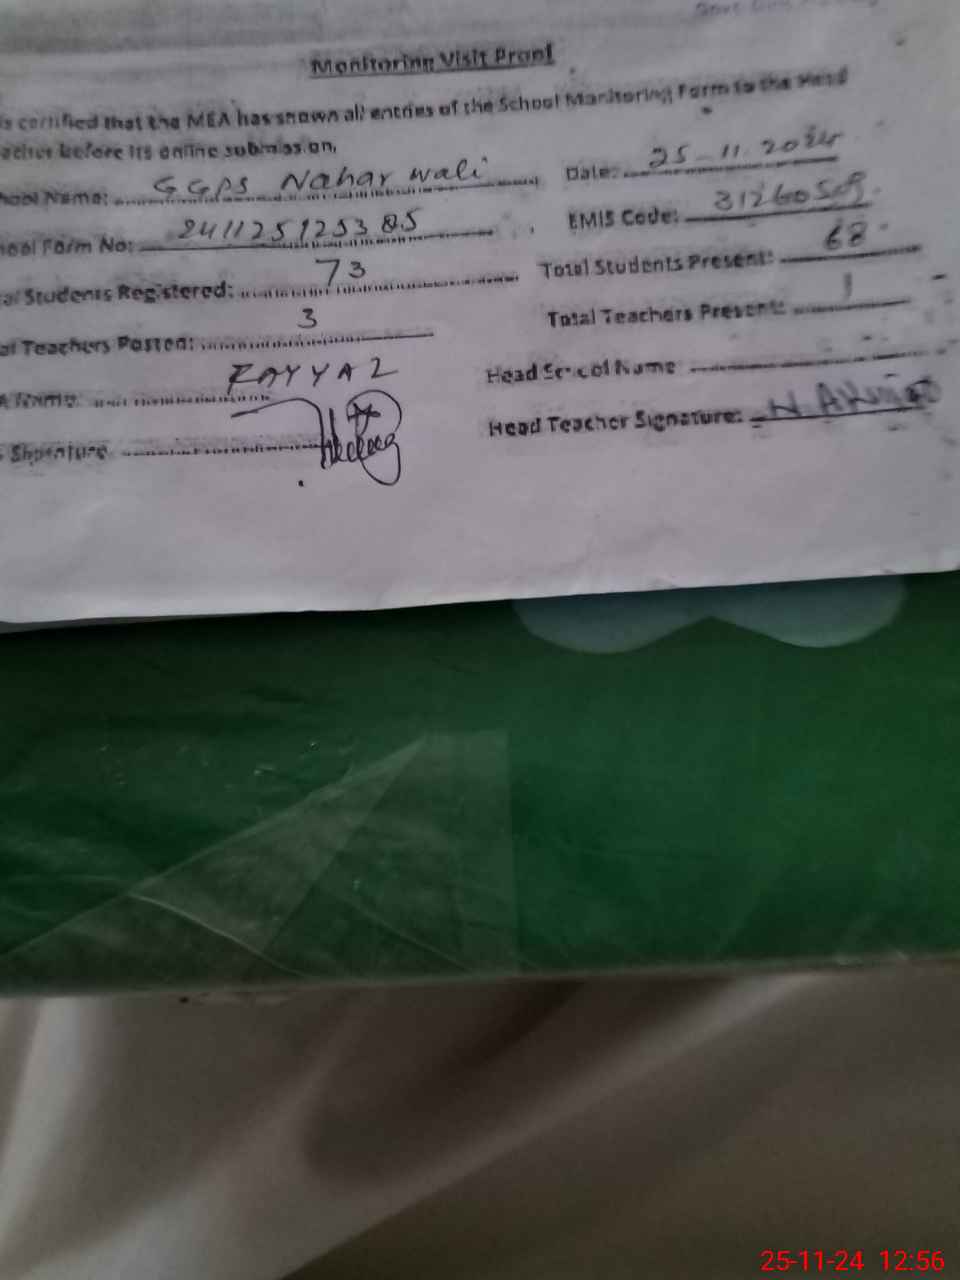 Monitoring Visit Proof
is certified that the MEA has shown all entries of the School Monitoring Form to the Head
eacher before its online submission.
hool Name: GGPS Nahar wali Date: 25-11-2024
hool Form No: 241125125385 EMIS Code: 31260509
al Students Registered: 73 Total Students Present: 68
al Teachers Posted: 3 Total Teachers Present: 1
A Name: FAYYAZ Head School Name
Signature Head Teacher Signature:
25-11-24 12:56